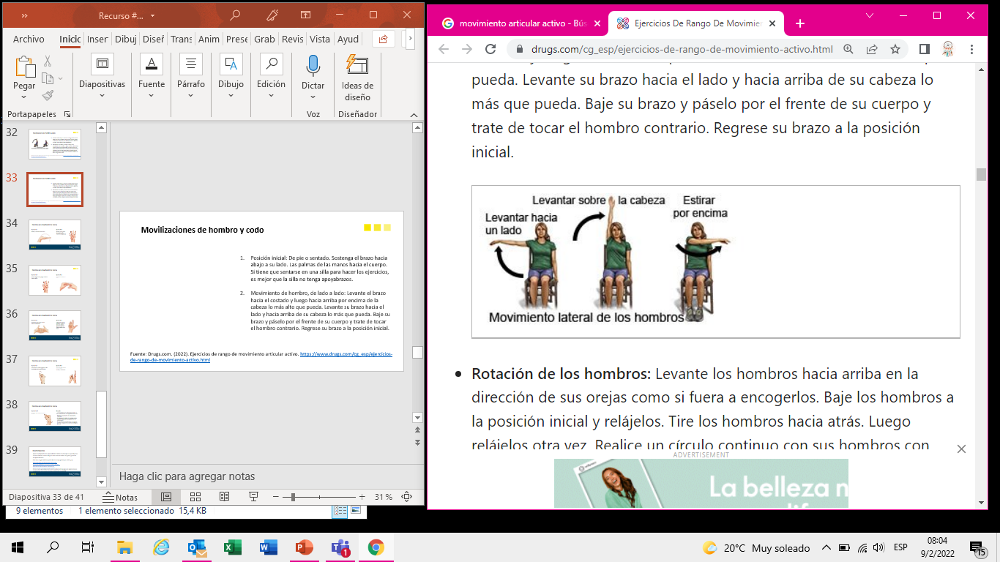 Recurso #...
Archivo
Inicio
Inser
Dibuj
Diseñ
Trans
Anim
Prese
Grab
Revis
Vista
Ayud
Pegar
Diapositivas
Fuente
Párrafo
Dibujo
Edición
Dictar
Ideas de
diseño
Portapapeles
Voz
Diseñador
32
33
34
35
36
37
38
39
Movilizaciones de hombro y codo
1. Posición inicial: De pie o sentado. Sostenga el brazo hacia
abajo a su lado. Las palmas de las manos hacia el cuerpo.
Si tiene que sentarse en una silla para hacer los ejercicios,
es mejor que la silla no tenga apoyabrazos.
2. Movimiento de hombro, de lado a lado: Levante el brazo
hacia el costado y luego hacia arriba por encima de la
cabeza lo más alto que pueda. Levante su brazo hacia el
lado y hacia arriba de su cabeza lo más que pueda. Baje su
brazo y páselo por el frente de su cuerpo y trate de tocar
el hombro contrario. Regrese su brazo a la posición inicial.
Fuente: Drugs.com. (2022). Ejercicios de rango de movimiento articular activo. https://www.drugs.com/cg_esp/ejercicios-
de-rango-de-movimiento-activo.html
Haga clic para agregar notas
Diapositiva 33 de 41
Notas
31 %
9 elementos
1 elemento seleccionado 15,4 KB
movimiento articular activo - Bús
Ejercicios De Rango De Movimien
drugs.com/cg_esp/ejercicios-de-rango-de-movimiento-activo.html
pueda. Levante su brazo hacia el lado y hacia arriba de su cabeza lo
más que pueda. Baje su brazo y páselo por el frente de su cuerpo y
trate de tocar el hombro contrario. Regrese su brazo a la posición
inicial.
Levantar sobre la cabeza
Estirar
por encima
Levantar hacia
un lado
Movimiento lateral de los hombros
Rotación de los hombros: Levante los hombros hacia arriba en la
dirección de sus orejas como si fuera a encogerlos. Baje los hombros a
la posición inicial y relájelos. Tire los hombros hacia atrás. Luego
relájelos otra vez. Realice un círculo continuo con sus hombros con
ADVERTISEMENT
La belleza n
20°C Muy soleado
ESP
08:04
9/2/2022
1
15